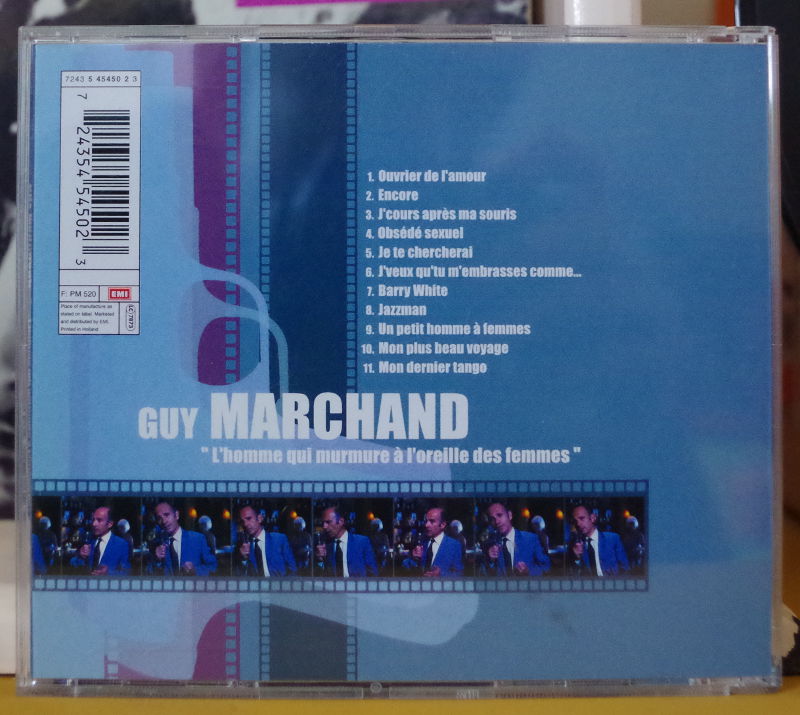 7243 5 45450 2 3
7 24354 54502 3
F: PM 520
EMI
Place of manufacture as
stated on label. Marketed
and distributed by EMI.
Printed in Holland
LC 7873
1. Ouvrier de l'amour
2. Encore
3. J'cours après ma souris
4. Obsédé sexuel
5. Je te chercherai
6. J'veux qu'tu m'embrasses comme...
7. Barry White
8. Jazzman
9. Un petit homme à femmes
10. Mon plus beau voyage
11. Mon dernier tango
GUY MARCHAND
" L'homme qui murmure à l'oreille des femmes "